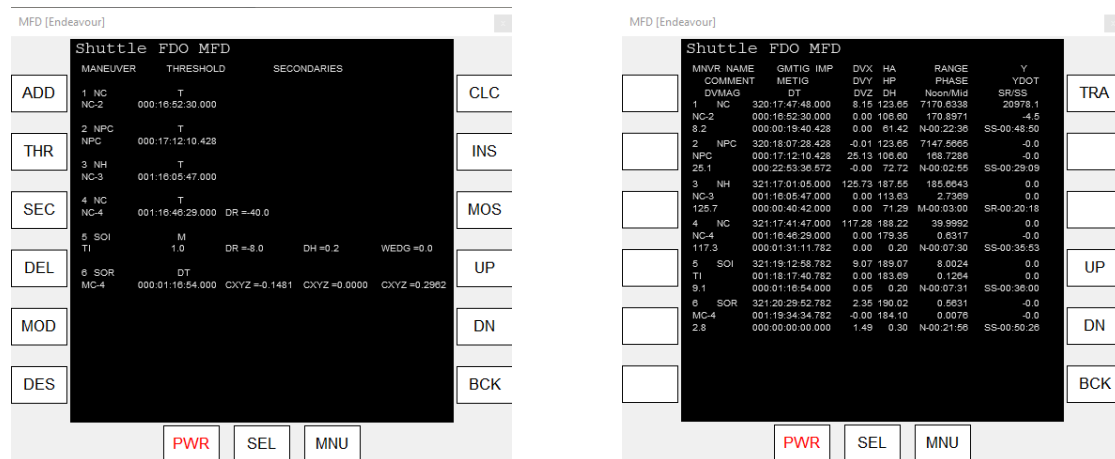 MFD [Endeavour]
Shuttle FDO MFD
MANEUVER THRESHOLD SECONDARIES
1 NC T
NC-2 000:16:52:30.000
2 NPC T
NPC 000:17:12:10.428
3 NH T
NC-3 001:16:05:47.000
4 NC T
NC-4 001:16:46:29.000 DR =-40.0
5 SOI M
TI 1.0 DR =-8.0 DH =0.2 WEDG =0.0
6 SOR DT
MC-4 000:01:16:54.000 CXYZ =-0.1481 CXYZ =0.0000 CXYZ =0.2962
ADD
THR
SEC
DEL
MOD
DES
CLC
INS
MOS
UP
DN
BCK
PWR SEL MNU
MFD [Endeavour]
Shuttle FDO MFD
MNVR NAME GMTIG IMP DVX HA RANGE Y
COMMENT METIG DVY HP PHASE YDOT
DVMAG DT DVZ DH Noon/Mid SR/SS
1 NC 320:17:47:48.000 8.15 123.65 7170.6338 20978.1
NC-2 000:16:52:30.000 0.00 106.60 170.8971 -4.5
8.2 000:00:19:40.428 0.00 61.42 N-00:22:36 SS-00:48:50
2 NPC 320:18:07:28.428 -0.01 123.65 7147.5665 -0.0
NPC 000:17:12:10.428 25.13 106.60 168.7286 -0.0
25.1 000:22:53:36.572 -0.00 72.72 N-00:02:55 SS-00:29:09
3 NH 321:17:01:05.000 125.73 187.55 185.6643 0.0
NC-3 001:16:05:47.000 0.00 113.63 2.7369 0.0
125.7 000:00:40:42.000 0.00 71.29 M-00:03:00 SR-00:20:18
4 NC 321:17:41:47.000 117.28 188.22 39.9992 0.0
NC-4 001:16:46:29.000 0.00 179.35 0.6317 -0.0
117.3 000:01:31:11.782 0.00 0.20 N-00:07:30 SS-00:35:53
5 SOI 321:19:12:58.782 9.07 189.07 8.0024 0.0
TI 001:18:17:40.782 0.00 183.69 0.1264 0.0
9.1 000:01:16:54.000 0.05 0.20 N-00:07:31 SS-00:36:00
6 SOR 321:20:29:52.782 2.35 190.02 0.5631 -0.0
MC-4 001:19:34:34.782 -0.00 184.10 0.0076 -0.0
2.8 000:00:00:00.000 1.49 0.30 N-00:21:56 SS-00:50:26
TRA
UP
DN
BCK
PWR SEL MNU